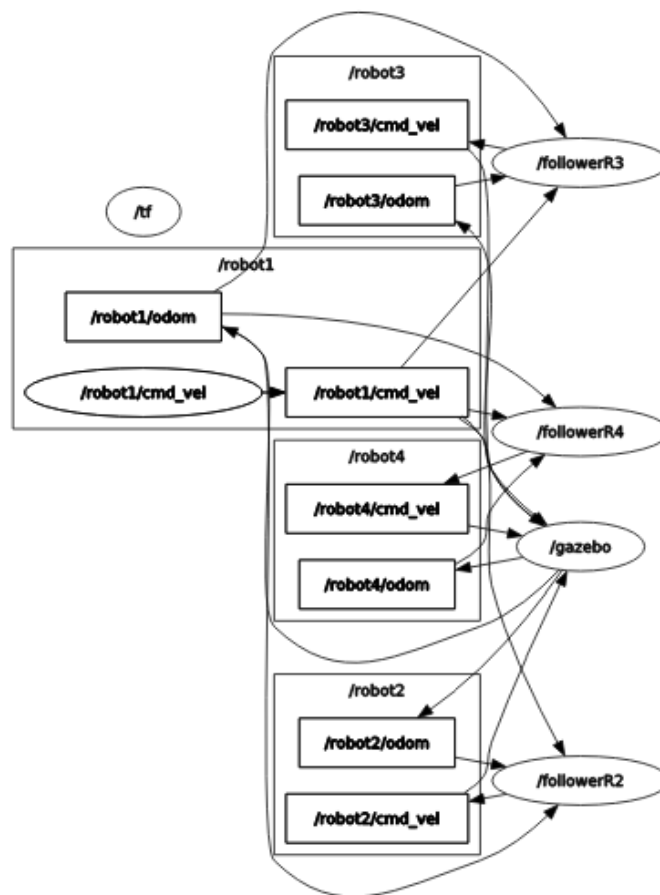 /robot3
/robot3/cmd_vel
/followerR3
/robot3/odom
/tf
/robot1
/robot1/odom
/robot1/cmd_vel
/robot1/cmd_vel
/followerR4
/robot4
/robot4/cmd_vel
/gazebo
/robot4/odom
/robot2
/robot2/odom
/followerR2
/robot2/cmd_vel